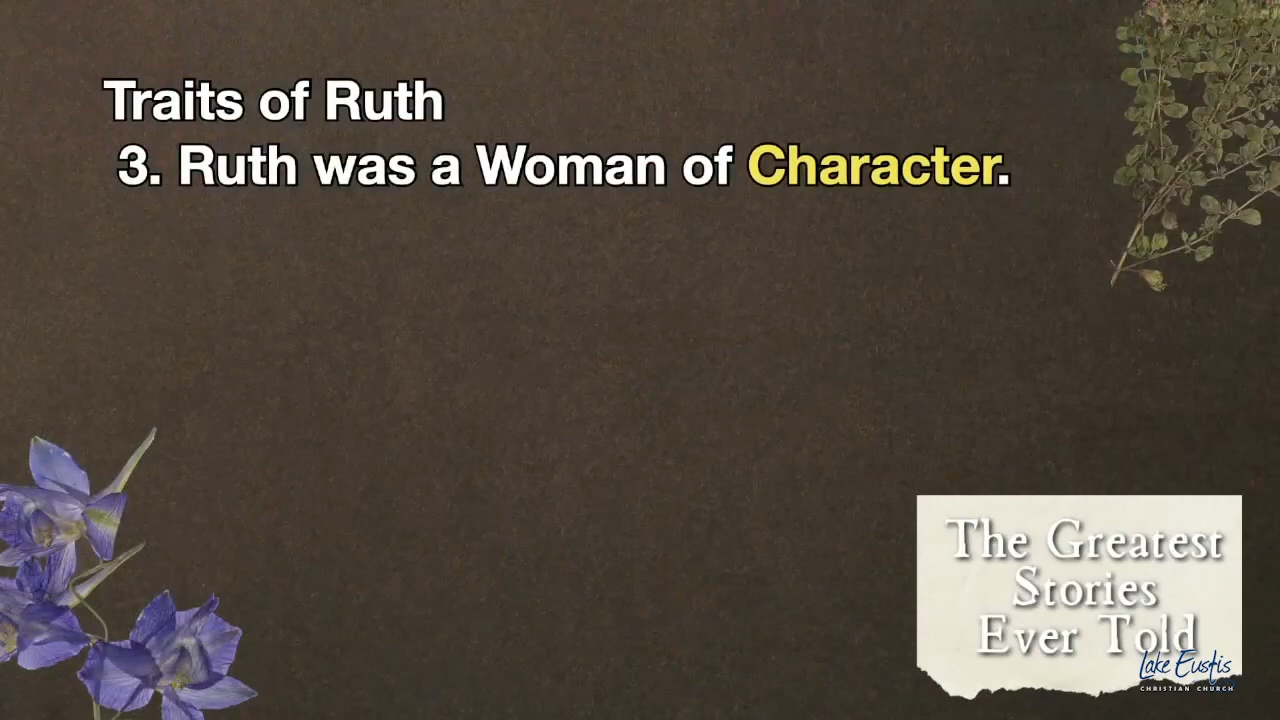 Traits of Ruth
3. Ruth was a Woman of Character.
The Greatest
Stories
Ever Told
Lake Eustis
CHRISTIAN CHURCH